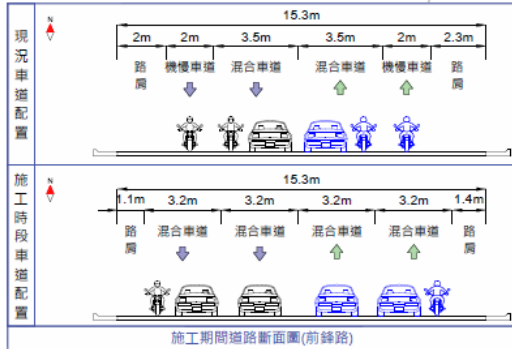 現況車道配置
N
15.3m
2m 2m 3.5m 3.5m 2m 2.3m
路肩 機慢車道 混合車道 混合車道 機慢車道 路肩
施工時段車道配置
N
15.3m
1.1m 3.2m 3.2m 3.2m 3.2m 1.4m
路肩 混合車道 混合車道 混合車道 混合車道 路肩
施工期間道路斷面圖(前鋒路)